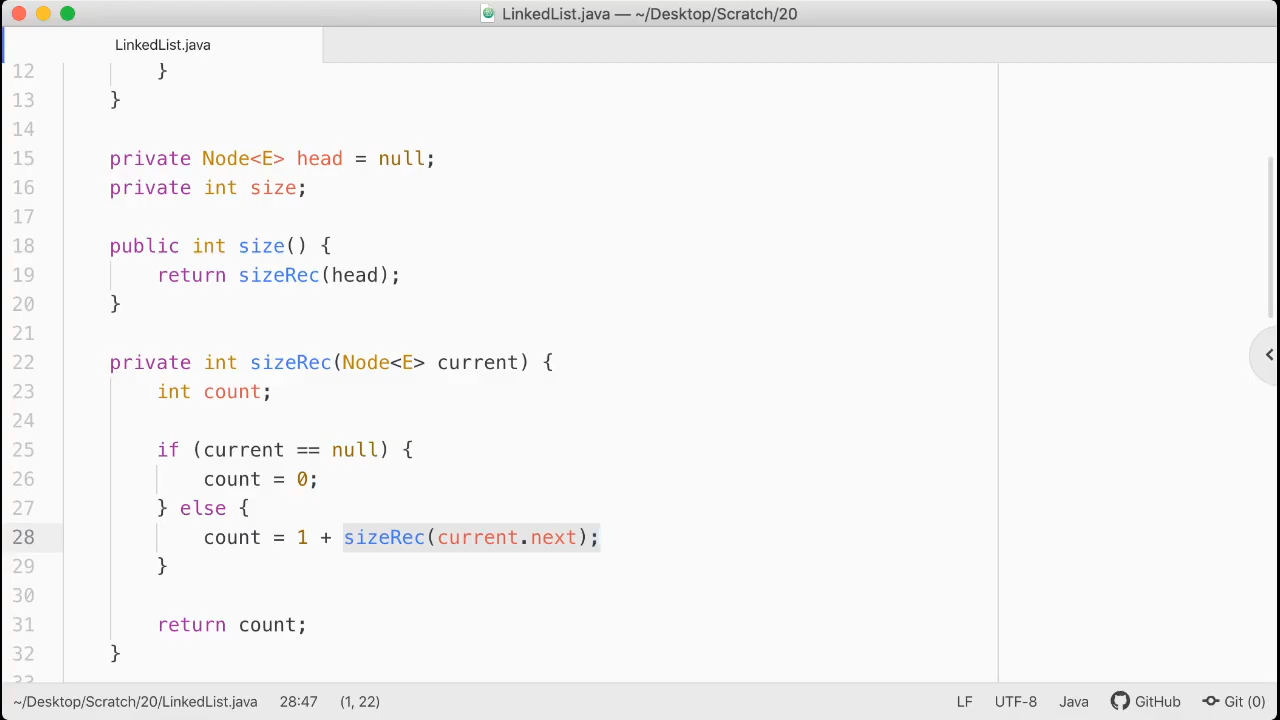 LinkedList.java — ~/Desktop/Scratch/20
LinkedList.java
12 }
13 }
14
15 private Node<E> head = null;
16 private int size;
17
18 public int size() {
19 return sizeRec(head);
20 }
21
22 private int sizeRec(Node<E> current) {
23 int count;
24
25 if (current == null) {
26 count = 0;
27 } else {
28 count = 1 + sizeRec(current.next);
29 }
30
31 return count;
32 }
33
~/Desktop/Scratch/20/LinkedList.java 28:47 (1, 22) LF UTF-8 Java GitHub Git (0)